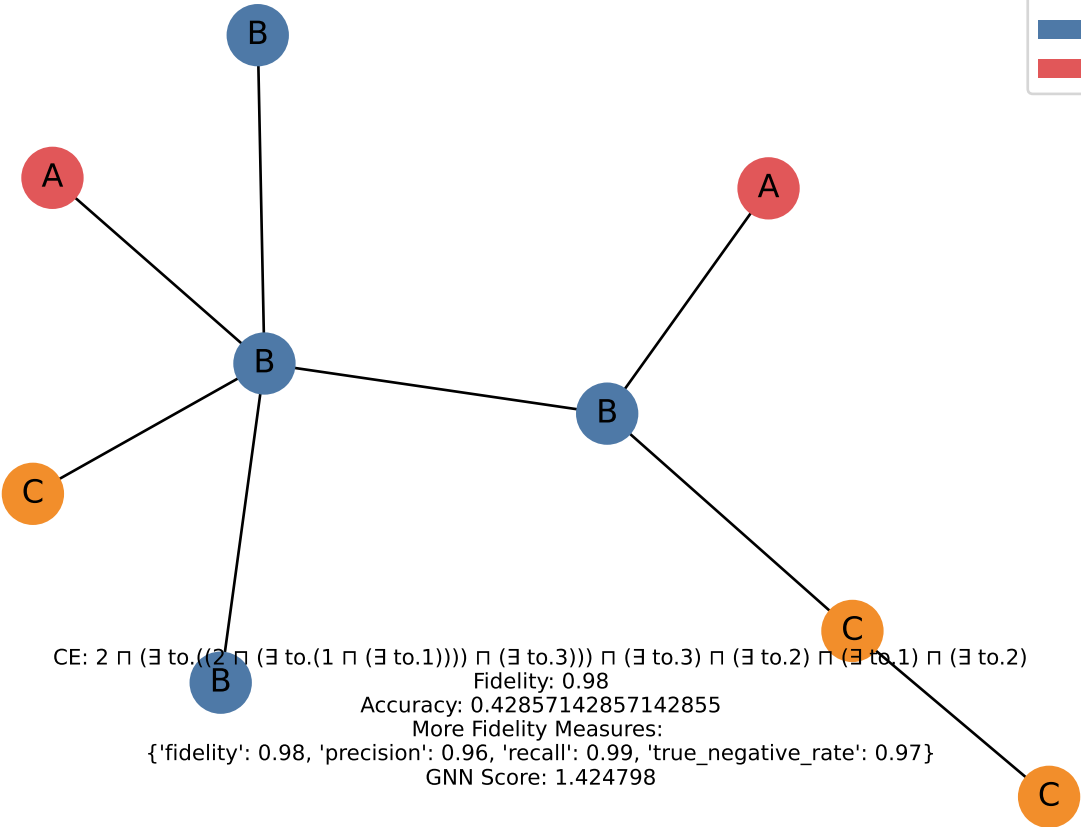 B
A
A
B
B
C
C
B
CE: 2 ⊓ (∃ to.((2 ⊓ (∃ to.(1 ⊓ (∃ to.1)))) ⊓ (∃ to.3))) ⊓ (∃ to.3) ⊓ (∃ to.2) ⊓ (∃ to.1) ⊓ (∃ to.2)
Fidelity: 0.98
Accuracy: 0.42857142857142855
More Fidelity Measures:
{'fidelity': 0.98, 'precision': 0.96, 'recall': 0.99, 'true_negative_rate': 0.97}
GNN Score: 1.424798
C